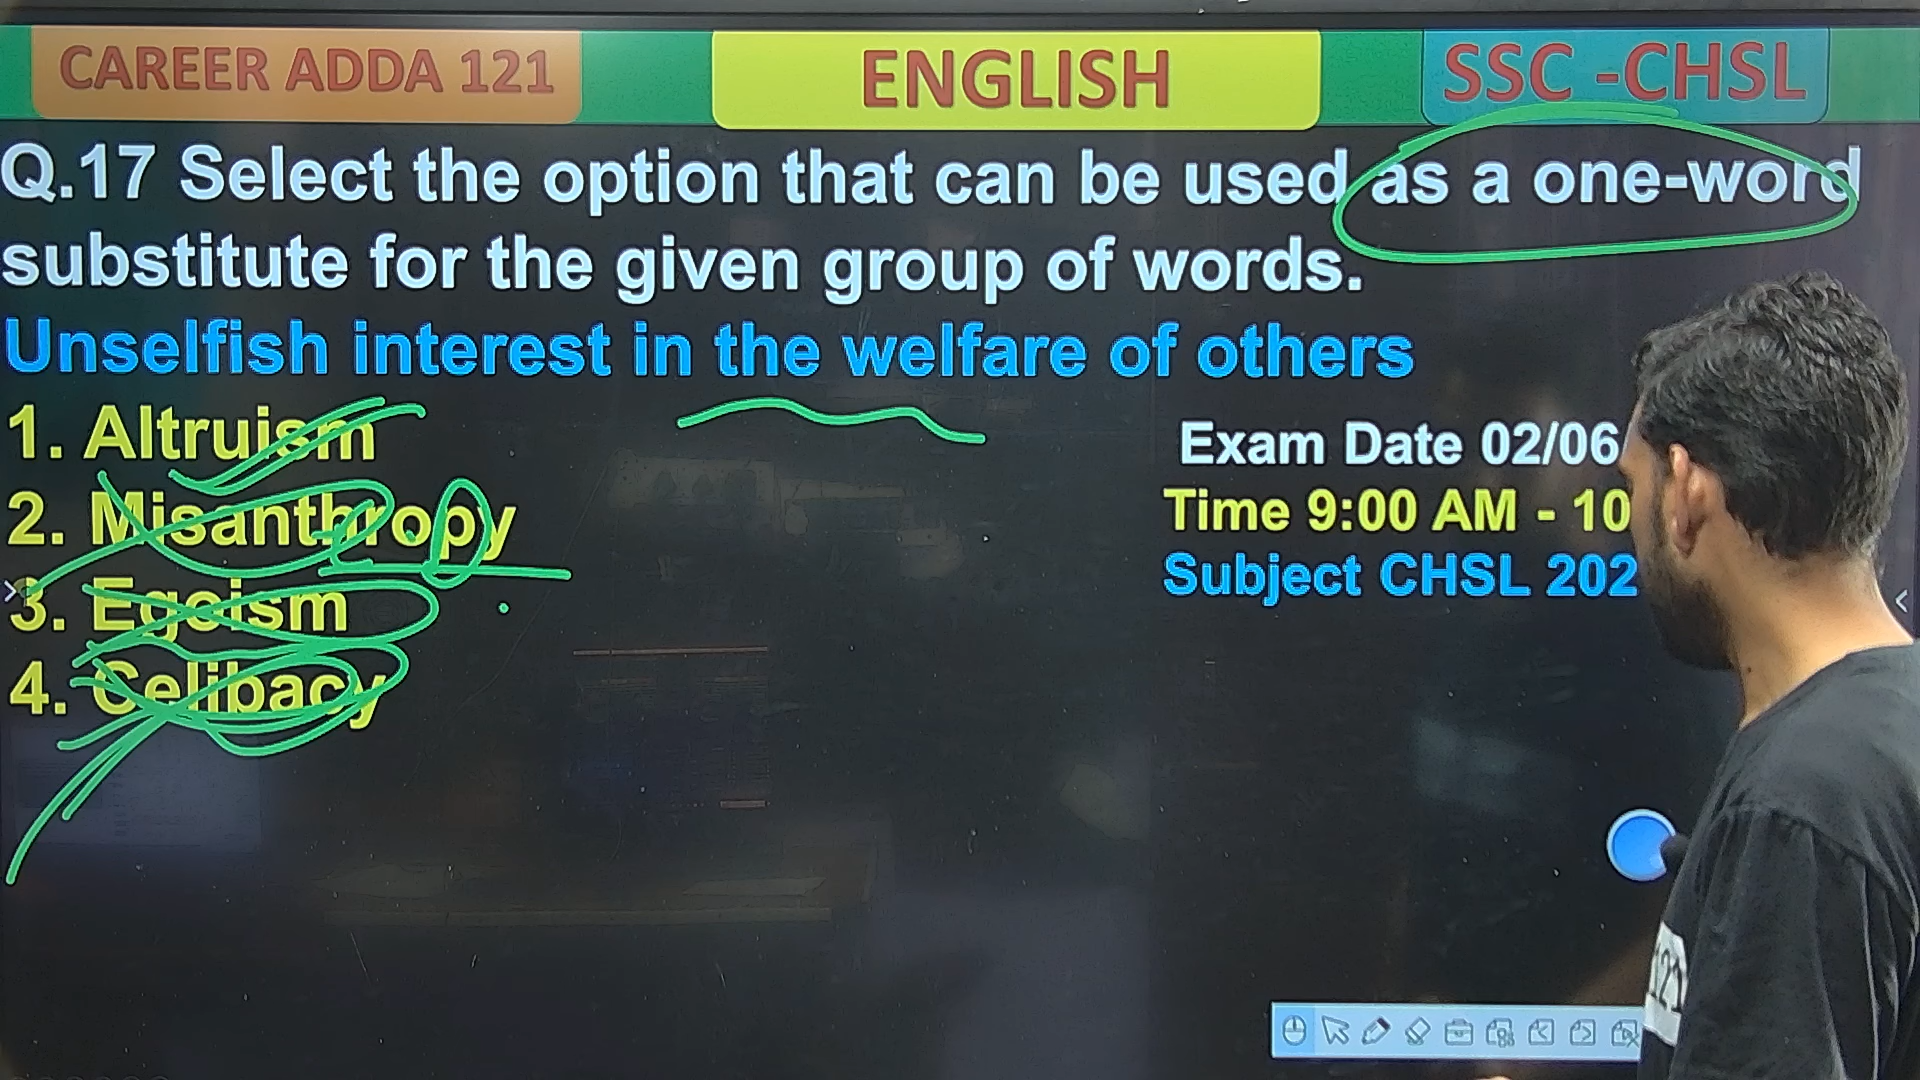 CAREER ADDA 121
ENGLISH
SSC -CHSL
Q.17 Select the option that can be used as a one-word
substitute for the given group of words.
Unselfish interest in the welfare of others
1. Altruism
2. Misanthropy
3. Egoism
4. Celibacy
Exam Date 02/06
Time 9:00 AM - 10
Subject CHSL 202
121